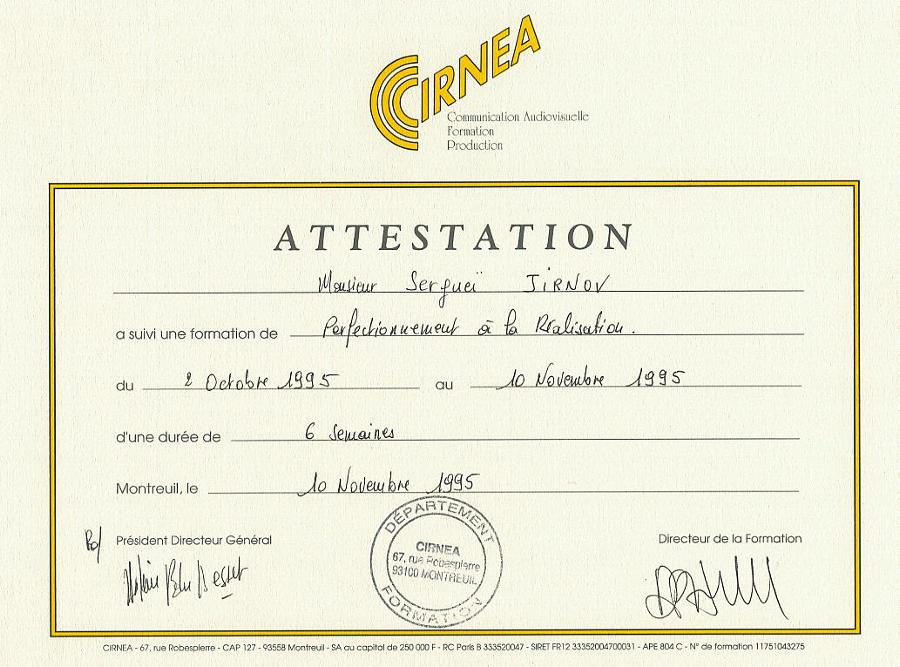 CIRNEA
Communication Audiovisuelle
Formation
Production
ATTESTATION
Monsieur Sergueï JIRNOV
a suivi une formation de Perfectionnement à la Réalisation.
du 2 Octobre 1995 au 10 Novembre 1995
d'une durée de 6 semaines
Montreuil, le 10 Novembre 1995
Président Directeur Général
Directeur de la Formation
DÉPARTEMENT
CIRNEA
67, rue Robespierre
93100 MONTREUIL
FORMATION
CIRNEA - 67, rue Robespierre - CAP 127 - 93558 Montreuil - SA au capital de 250 000 F - RC Paris B 333520047 - SIRET FR12 33352004700031 - APE 804 C - N° de formation 11751043275